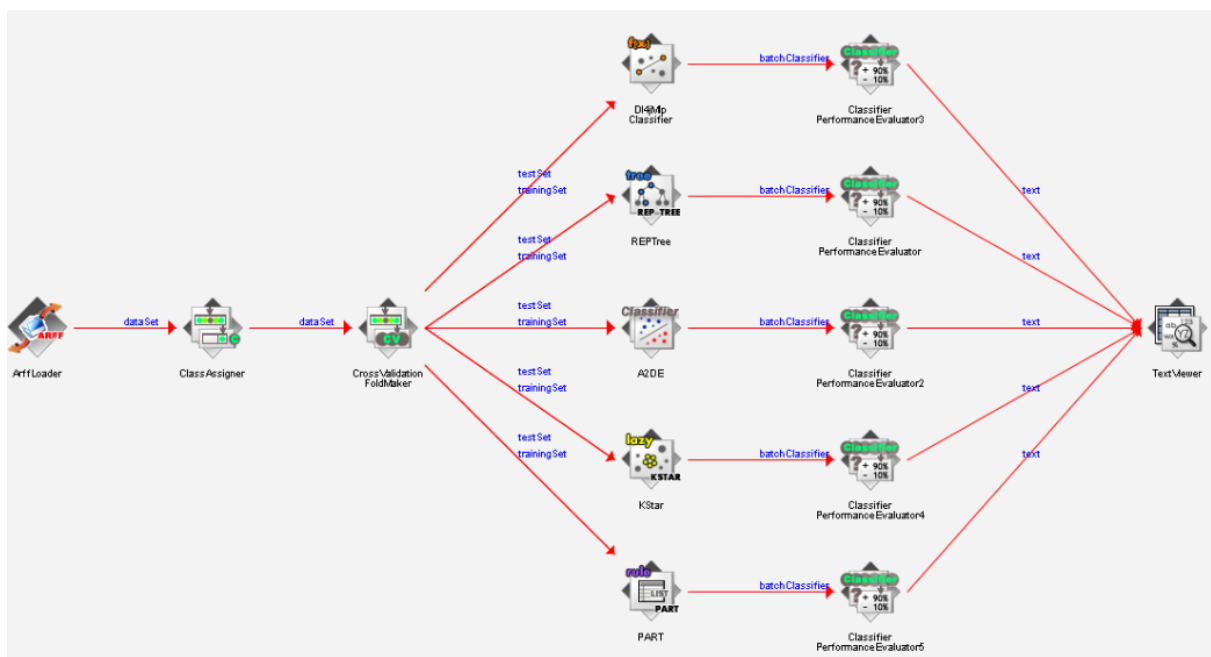 f(x)
batchClassifier
Classifier
+ 90%
- 10%
Dl4jMlp
Classifier
Classifier
PerformanceEvaluator3
testSet
trainingSet
tree
REP-TREE
batchClassifier
Classifier
+ 90%
- 10%
text
REPTree
Classifier
PerformanceEvaluator
testSet
trainingSet
text
ARFF
dataSet
C
dataSet
CV
testSet
trainingSet
Classifier
batchClassifier
Classifier
+ 90%
- 10%
text
123
ab
Y7
%
ArffLoader
ClassAssigner
CrossValidation
FoldMaker
A2DE
Classifier
PerformanceEvaluator2
TextViewer
testSet
trainingSet
text
lazy
KSTAR
batchClassifier
Classifier
+ 90%
- 10%
text
testSet
trainingSet
KStar
Classifier
PerformanceEvaluator4
rule
LIST
PART
batchClassifier
Classifier
+ 90%
- 10%
PART
Classifier
PerformanceEvaluator5